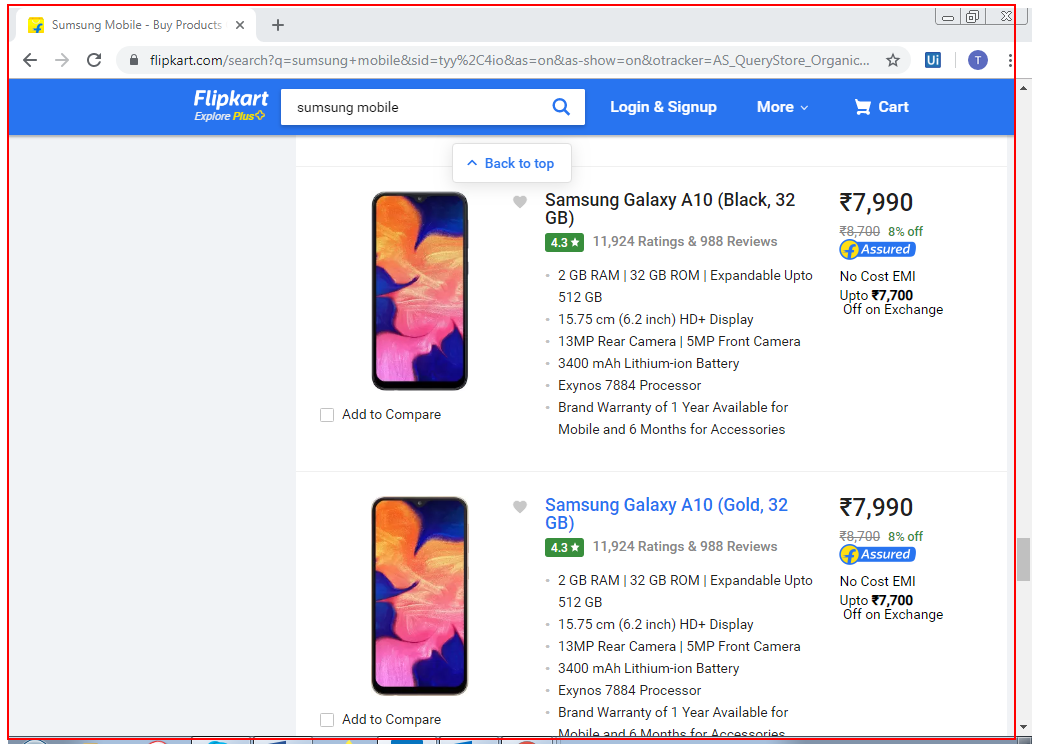 Sumsung Mobile - Buy Products
flipkart.com/search?q=sumsung+mobile&sid=tyy%2C4io&as=on&as-show=on&otracker=AS_QueryStore_Organic...
Ui
T
Flipkart
Explore Plus
sumsung mobile
Login & Signup
More
Cart
Back to top
Samsung Galaxy A10 (Black, 32
GB)
4.3★ 11,924 Ratings & 988 Reviews
2 GB RAM | 32 GB ROM | Expandable Upto
512 GB
15.75 cm (6.2 inch) HD+ Display
13MP Rear Camera | 5MP Front Camera
3400 mAh Lithium-ion Battery
Exynos 7884 Processor
Brand Warranty of 1 Year Available for
Mobile and 6 Months for Accessories
₹7,990
₹8,700 8% off
f Assured
No Cost EMI
Upto ₹7,700
Off on Exchange
Add to Compare
Samsung Galaxy A10 (Gold, 32
GB)
4.3★ 11,924 Ratings & 988 Reviews
2 GB RAM | 32 GB ROM | Expandable Upto
512 GB
15.75 cm (6.2 inch) HD+ Display
13MP Rear Camera | 5MP Front Camera
3400 mAh Lithium-ion Battery
Exynos 7884 Processor
Brand Warranty of 1 Year Available for
Mobile and 6 Months for Accessories
₹7,990
₹8,700 8% off
f Assured
No Cost EMI
Upto ₹7,700
Off on Exchange
Add to Compare